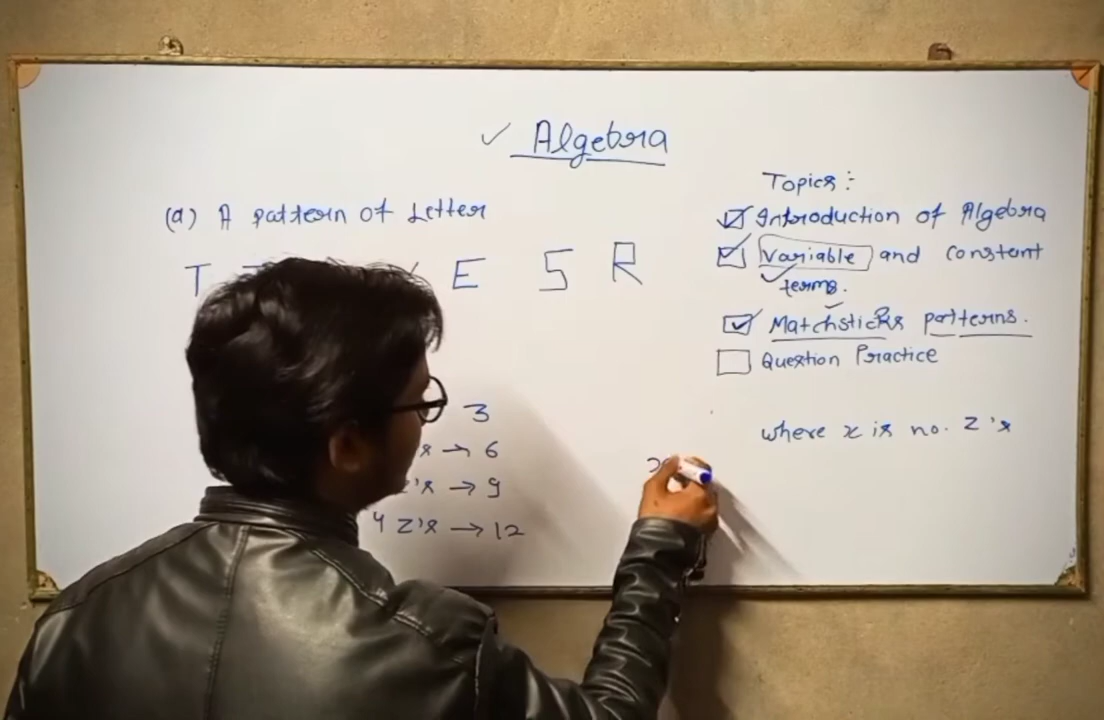 ✓ Algebra
(a) A pattern of Letter
T
E S R
3
→ 6
Z's → 9
4 Z's → 12
x
Topics :-
Introduction of Algebra
Variable and constant
terms.
Matchsticks patterns.
Question Practice
where x is no. Z's